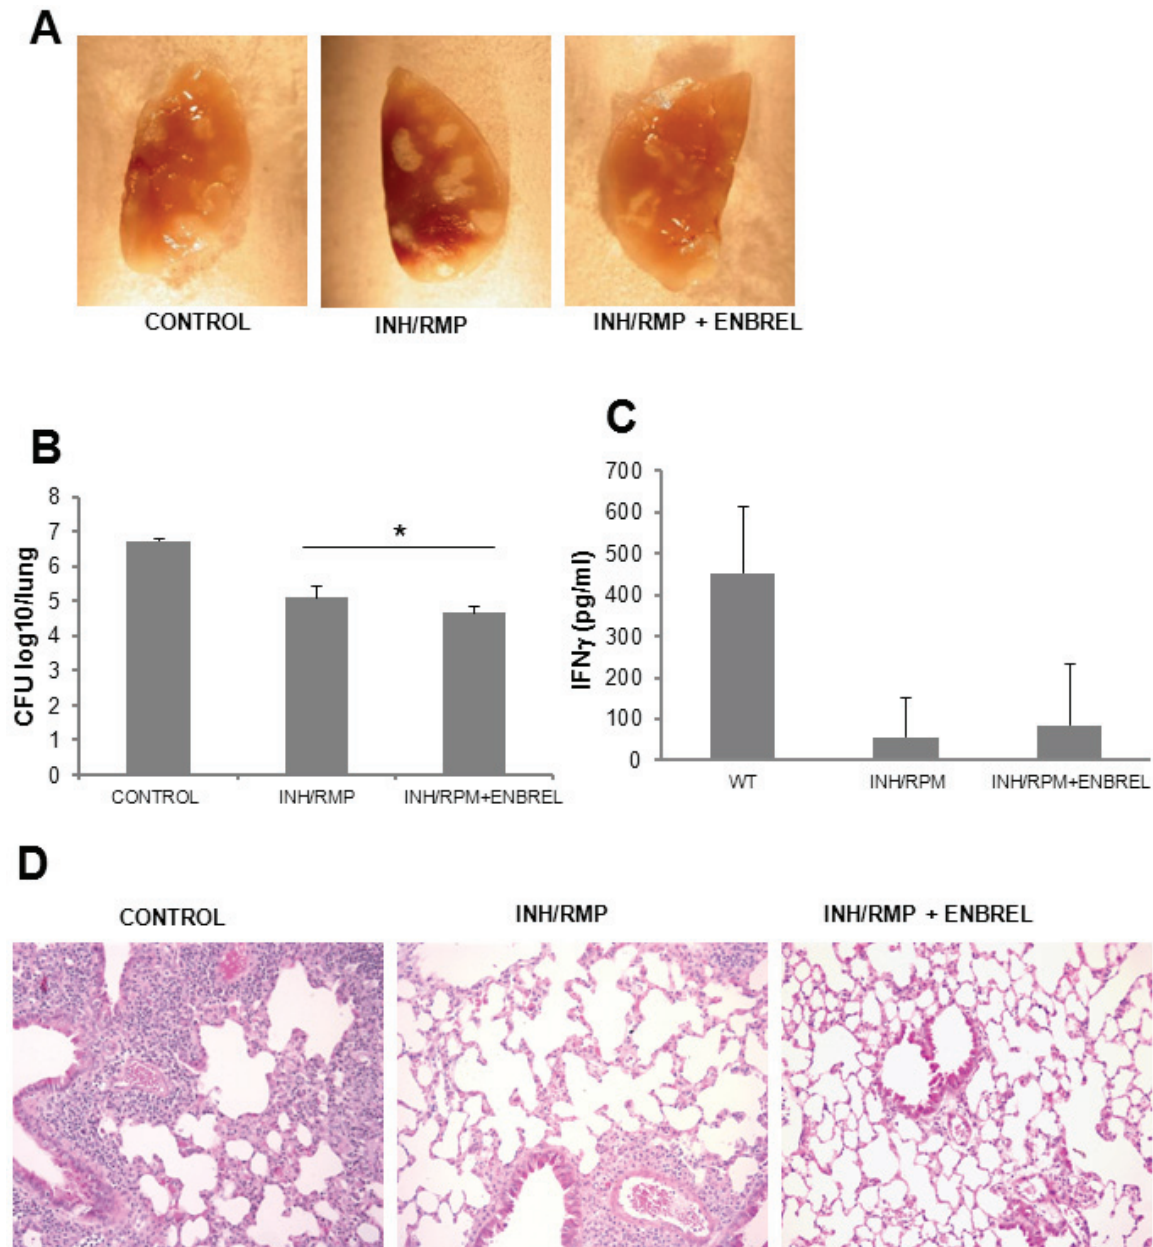 A
CONTROL
INH/RMP
INH/RMP + ENBREL
B
CFU log10/lung
8
7
6
5
4
3
2
1
0
*
CONTROL
INH/RMP
INH/RPM+ENBREL
C
IFNγ (pg/ml)
700
600
500
400
300
200
100
0
WT
INH/RPM
INH/RPM+ENBREL
D
CONTROL
INH/RMP
INH/RMP + ENBREL